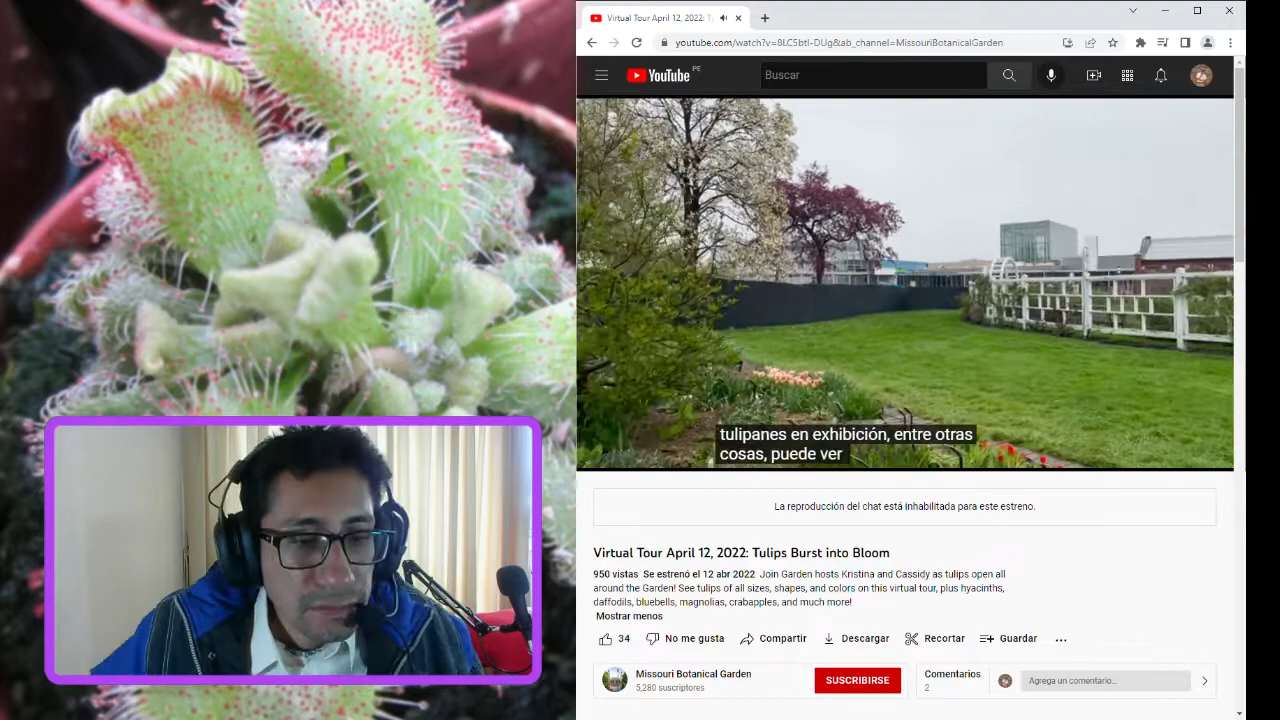 Virtual Tour April 12, 2022: T
youtube.com/watch?v=8LC5btI-DUg&ab_channel=MissouriBotanicalGarden
YouTube PE
Buscar
tulipanes en exhibición, entre otras
cosas, puede ver
La reproducción del chat está inhabilitada para este estreno.
Virtual Tour April 12, 2022: Tulips Burst into Bloom
950 vistas Se estrenó el 12 abr 2022 Join Garden hosts Kristina and Cassidy as tulips open all
around the Garden! See tulips of all sizes, shapes, and colors on this virtual tour, plus hyacinths,
daffodils, bluebells, magnolias, crabapples, and much more!
Mostrar menos
34 No me gusta Compartir Descargar Recortar Guardar ...
Missouri Botanical Garden
5,280 suscriptores
SUSCRIBIRSE
Comentarios
2
Agrega un comentario...